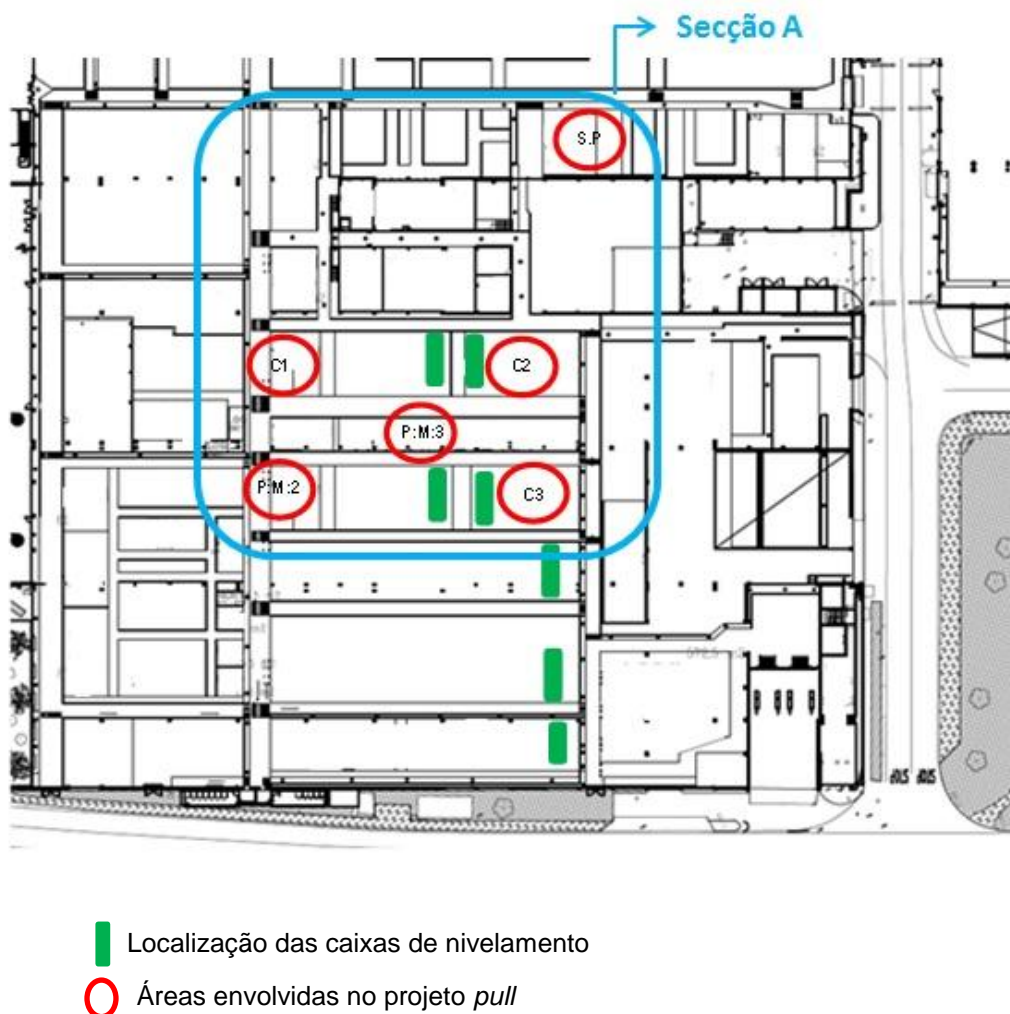 Secção A
S.P
C1
C2
P:M:3
P:M:2
C3
Localização das caixas de nivelamento
Áreas envolvidas no projeto pull